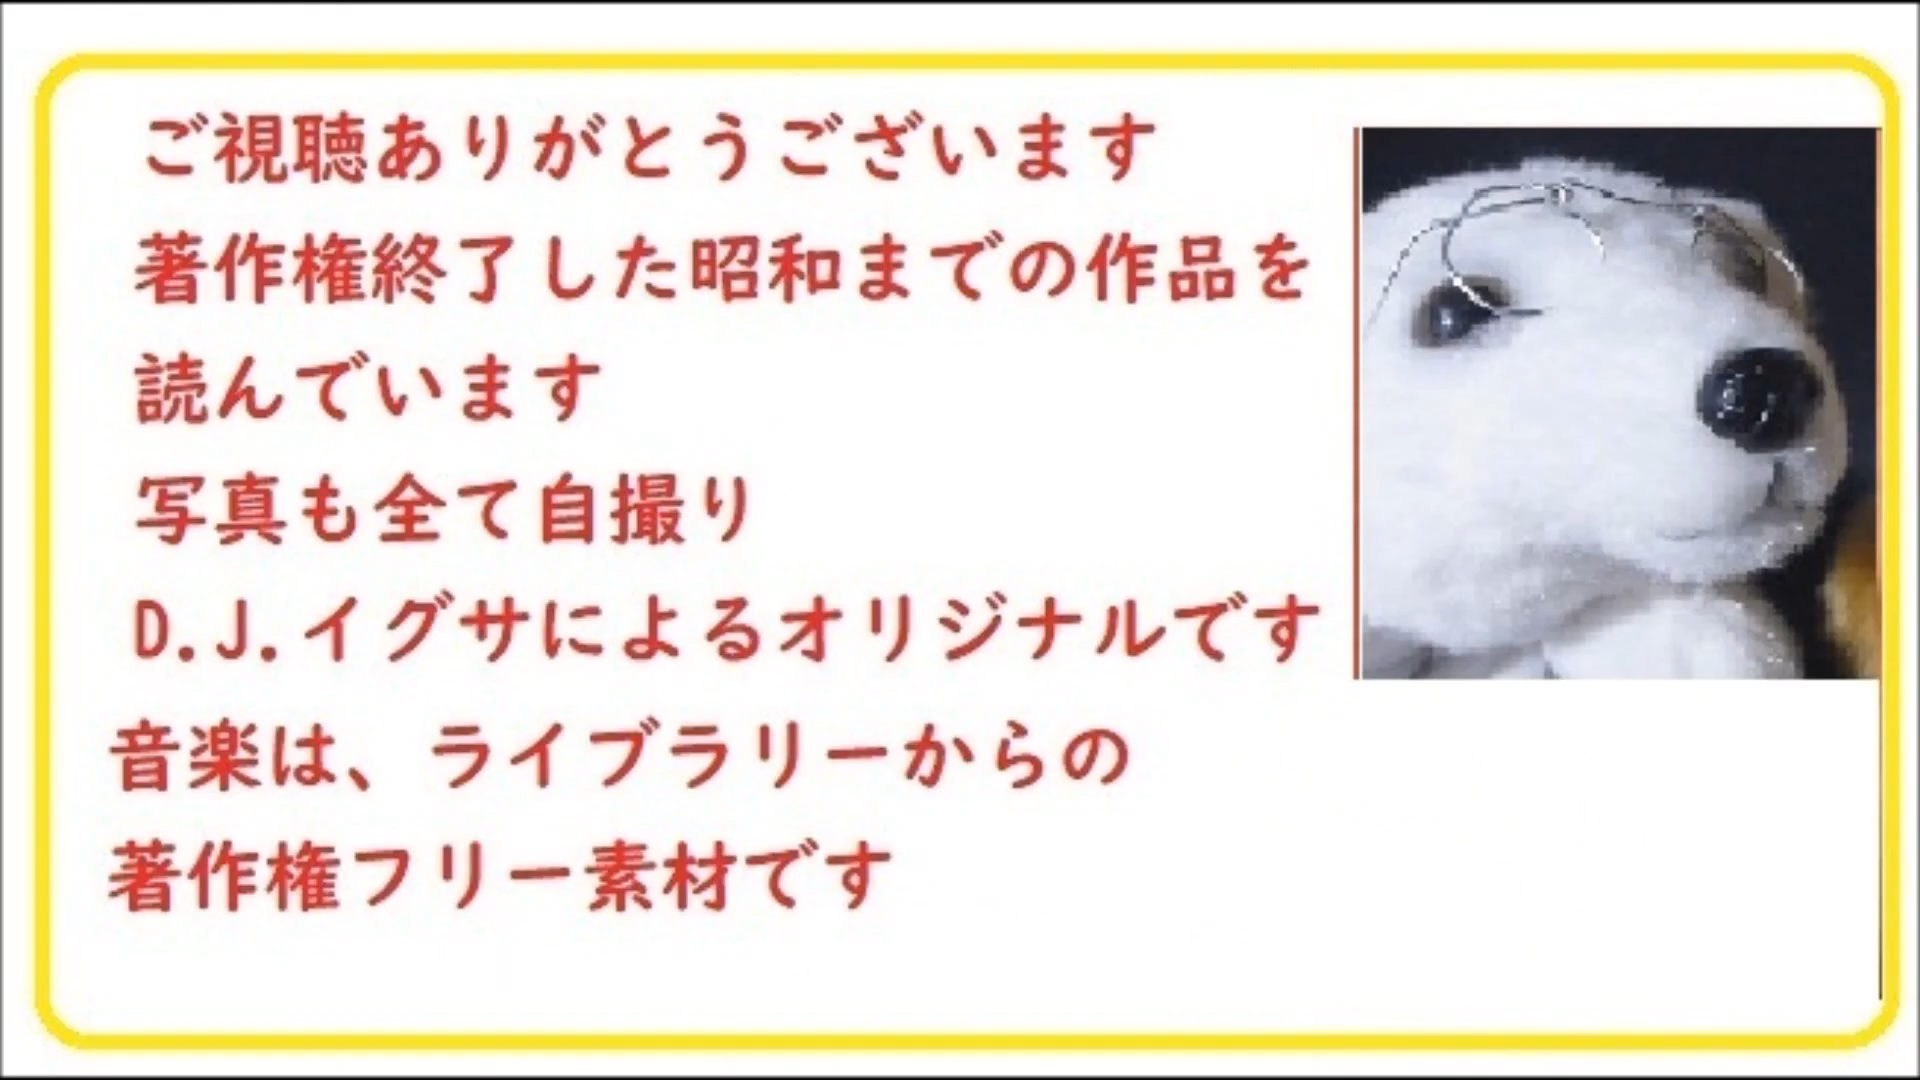 ご視聴ありがとうございます
著作権終了した昭和までの作品を
読んでいます
写真も全て自撮り
D.J.イグサによるオリジナルです
音楽は、ライブラリーからの
著作権フリー素材です